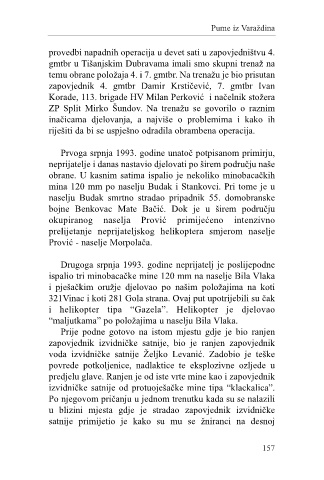 Pume iz Varaždina
provedbi napadnih operacija u devet sati u zapovjedništvu 4.
gmtbr u Tišanjskim Dubravama imali smo skupni trenaž na
temu obrane položaja 4. i 7. gmtbr. Na trenažu je bio prisutan
zapovjednik 4. gmtbr Damir Krstičević, 7. gmtbr Ivan
Korade, 113. brigade HV Milan Perković i načelnik stožera
ZP Split Mirko Šundov. Na trenažu se govorilo o raznim
inačicama djelovanja, a najviše o problemima i kako ih
riješiti da bi se uspješno odradila obrambena operacija.
Prvoga srpnja 1993. godine unatoč potpisanom primirju,
neprijatelje i danas nastavio djelovati po širem području naše
obrane. U kasnim satima ispalio je nekoliko minobacačkih
mina 120 mm po naselju Budak i Stankovci. Pri tome je u
naselju Budak smrtno stradao pripadnik 55. domobranske
bojne Benkovac Mate Bačić. Dok je u širem području
okupiranog naselja Prović primijećeno intenzivno
prelijetanje neprijateljskog helikoptera smjerom naselje
Prović - naselje Morpolača.
Drugoga srpnja 1993. godine neprijatelj je poslijepodne
ispalio tri minobacačke mine 120 mm na naselje Bila Vlaka
i pješačkim oružje djelovao po našim položajima na koti
321Vinac i koti 281 Gola strana. Ovaj put upotrijebili su čak
i helikopter tipa “Gazela”. Helikopter je djelovao
“maljutkama” po položajima u naselju Bila Vlaka.
Prije podne gotovo na istom mjestu gdje je bio ranjen
zapovjednik izvidničke satnije, bio je ranjen zapovjednik
voda izvidničke satnije Željko Levanić. Zadobio je teške
povrede potkoljenice, nadlaktice te eksplozivne ozljede u
predjelu glave. Ranjen je od iste vrte mine kao i zapovjednik
izvidničke satnije od protuoješačke mine tipa “klackalica”.
Po njegovom pričanju u jednom trenutku kada su se nalazili
u blizini mjesta gdje je stradao zapovjednik izvidničke
satnije primijetio je kako su mu se žniranci na desnoj
157